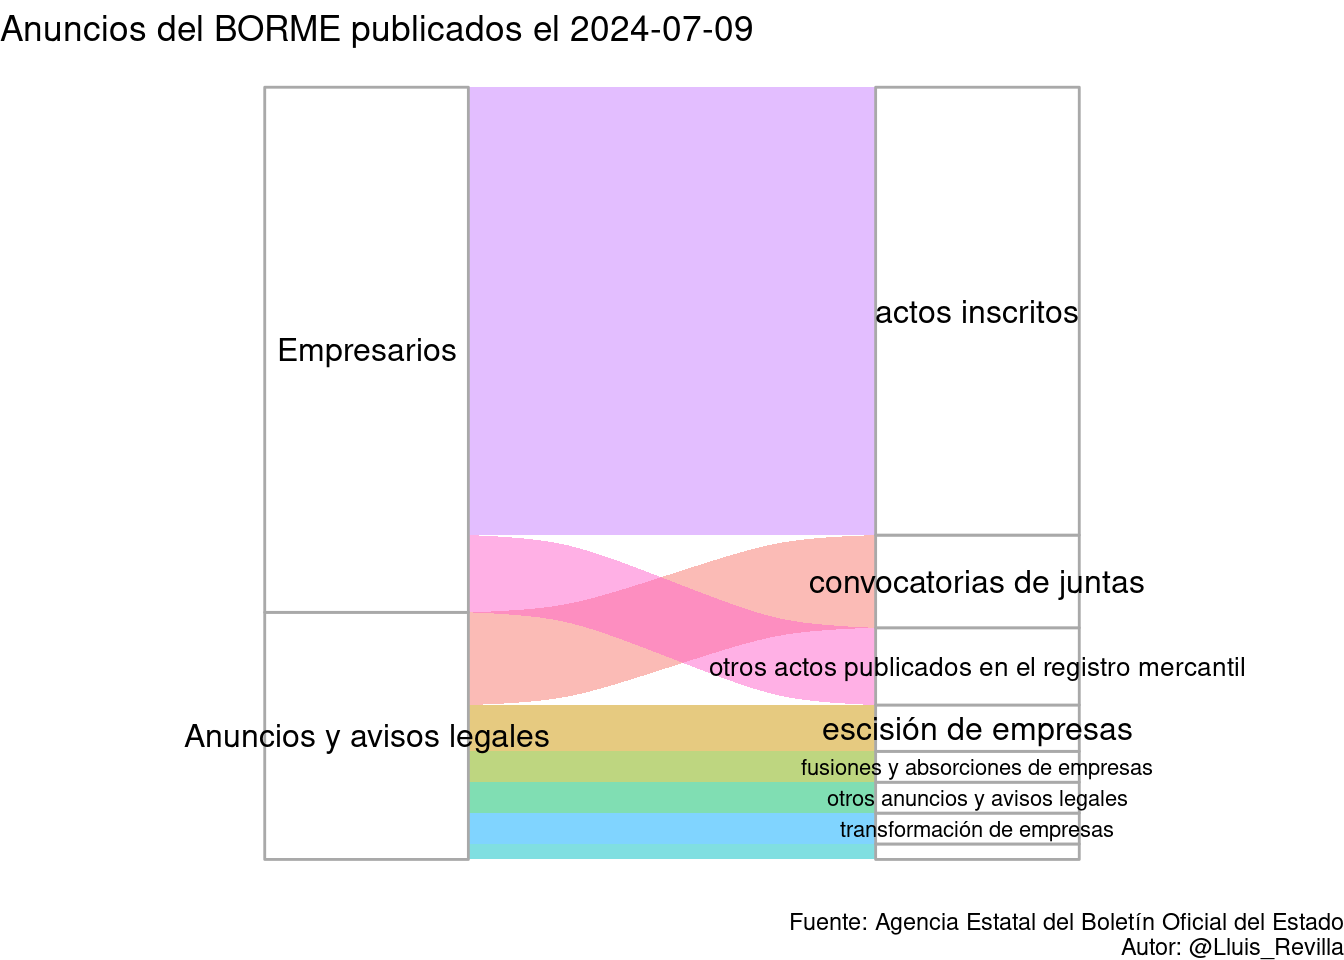 Anuncios del BORME publicados el 2024-07-09
Empresarios
actos inscritos
convocatorias de juntas
otros actos publicados en el registro mercantil
Anuncios y avisos legales
escisión de empresas
fusiones y absorciones de empresas
otros anuncios y avisos legales
transformación de empresas
Fuente: Agencia Estatal del Boletín Oficial del Estado
Autor: @Lluis_Revilla